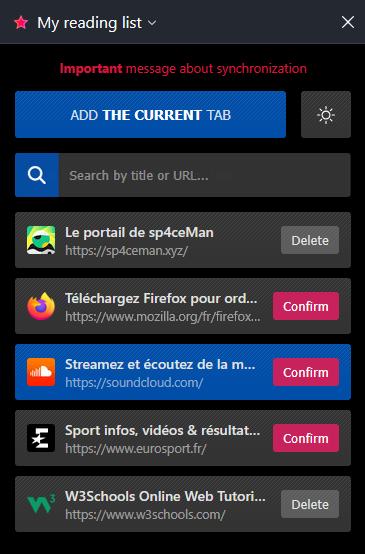 My reading list
Important message about synchronization
ADD THE CURRENT TAB
Search by title or URL...
Le portail de sp4ceMan
https://sp4ceman.xyz/
Delete
Téléchargez Firefox pour ord...
https://www.mozilla.org/fr/firefox...
Confirm
Streamez et écoutez de la m...
https://soundcloud.com/
Confirm
Sport infos, vidéos & résultat...
https://www.eurosport.fr/
Confirm
W3Schools Online Web Tutori...
https://www.w3schools.com/
Delete